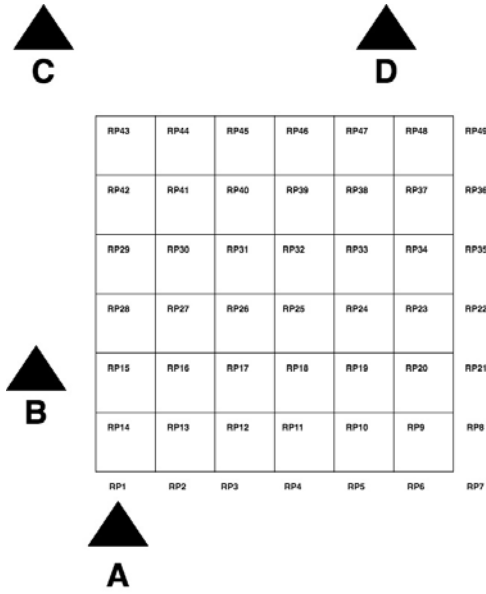 C D
RP43 RP44 RP45 RP46 RP47 RP48 RP49
RP42 RP41 RP40 RP39 RP38 RP37 RP36
RP29 RP30 RP31 RP32 RP33 RP34 RP35
RP28 RP27 RP26 RP25 RP24 RP23 RP22
RP15 RP16 RP17 RP18 RP19 RP20 RP21
B
RP14 RP13 RP12 RP11 RP10 RP9 RP8
RP1 RP2 RP3 RP4 RP5 RP6 RP7
A